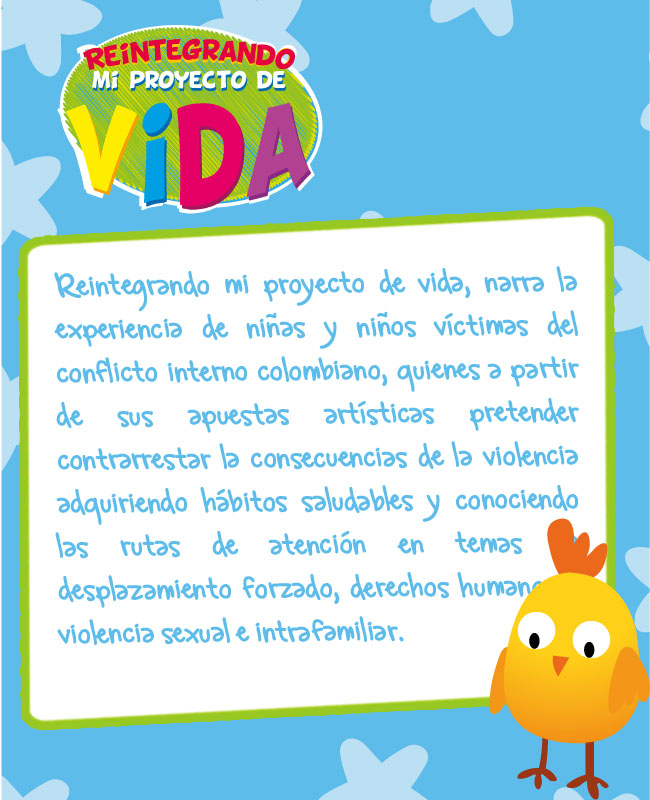 REiNTEGRANDO
Mi PROYECTO DE
ViDA
Reintegrando mi proyecto de vida, narra la
experiencia de niñas y niños víctimas del
conflicto interno colombiano, quienes a partir
de sus apuestas artísticas pretender
contrarrestar la consecuencias de la violencia
adquiriendo hábitos saludables y conociendo
las rutas de atención en temas
desplazamiento forzado, derechos
violencia sexual e intrafamiliar.